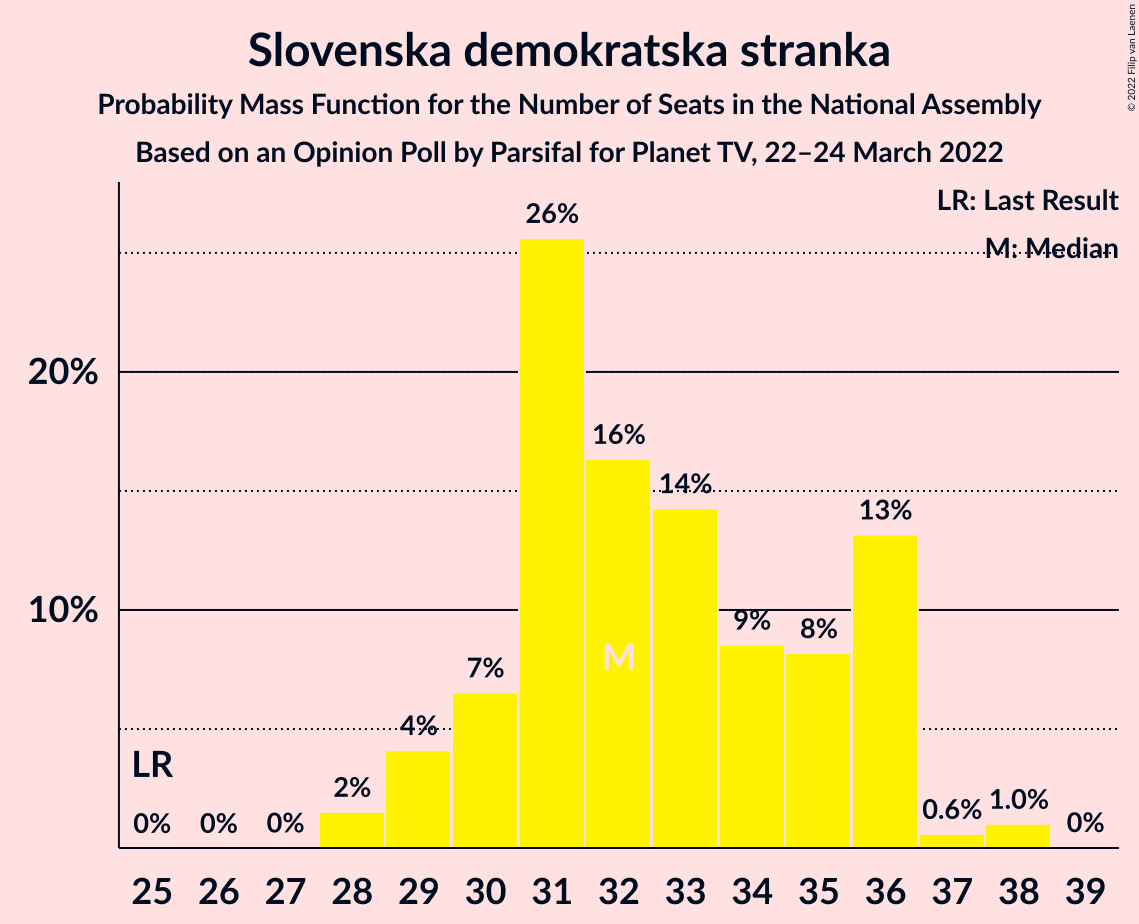 © 2022 Filip van Laenen
Slovenska demokratska stranka
Probability Mass Function for the Number of Seats in the National Assembly
Based on an Opinion Poll by Parsifal for Planet TV, 22–24 March 2022
LR: Last Result
M: Median
20%
10%
LR
0% 0% 0% 2% 4% 7% 26% 16% 14% 9% 8% 13% 0.6% 1.0% 0%
M
25 26 27 28 29 30 31 32 33 34 35 36 37 38 39